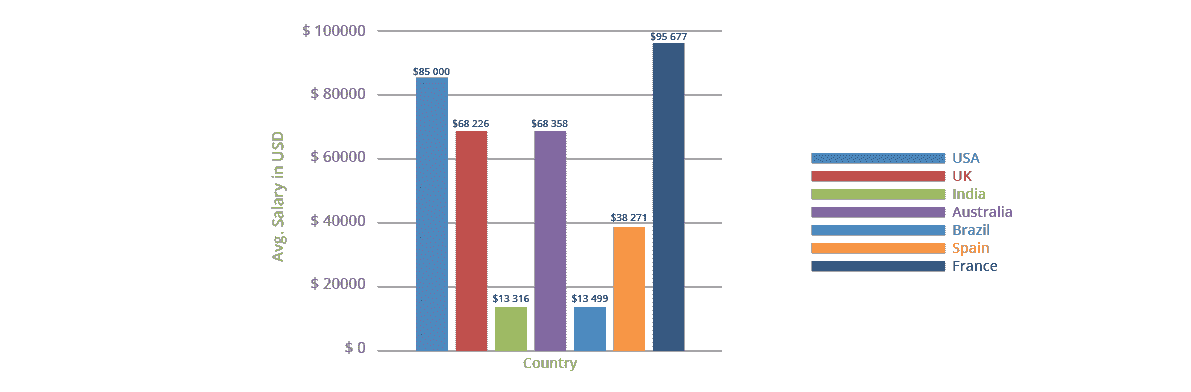 $ 100000
$ 80000
$ 60000
$ 40000
$ 20000
$ 0
Avg. Salary in USD
$85 000
$68 226
$13 316
$68 358
$13 499
$38 271
$95 677
Country
USA
UK
India
Australia
Brazil
Spain
France